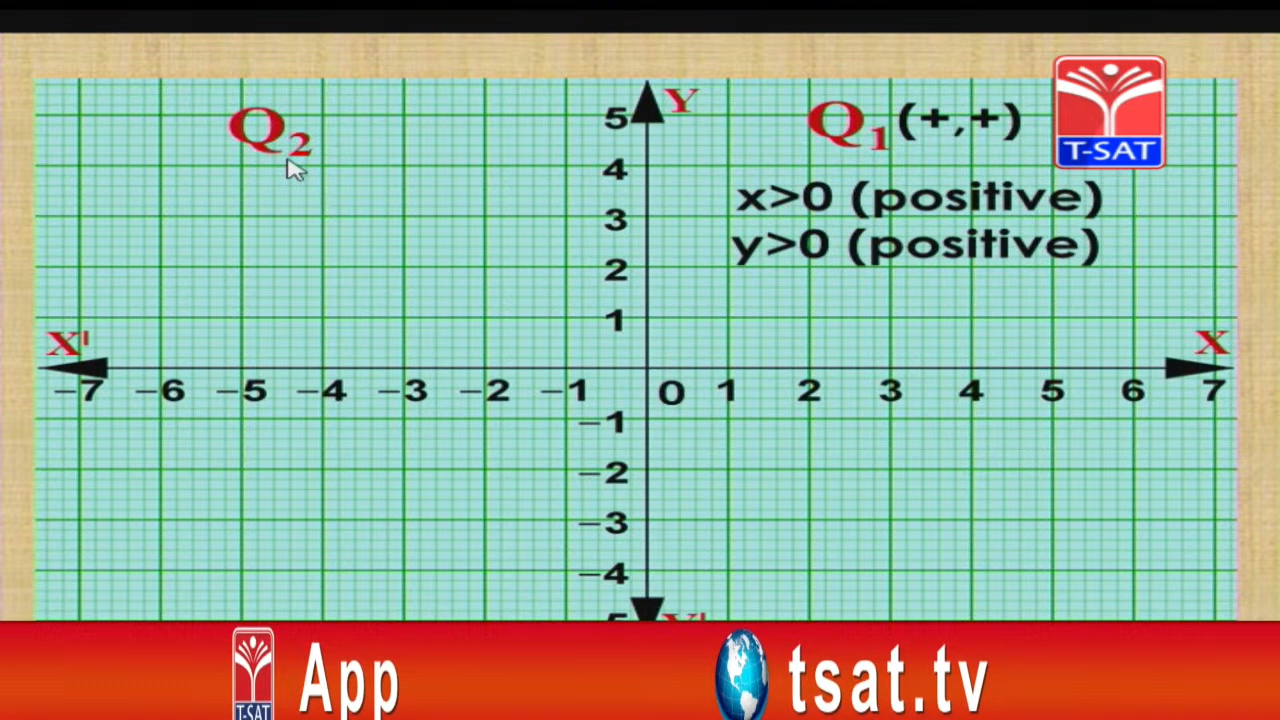 Q₂
Y
Q₁ (+,+)
T-SAT
x>0 (positive)
y>0 (positive)
5
4
3
2
1
X'
X
−7 −6 −5 −4 −3 −2 −1 0 1 2 3 4 5 6 7
−1
−2
−3
−4
T-SAT App
tsat.tv